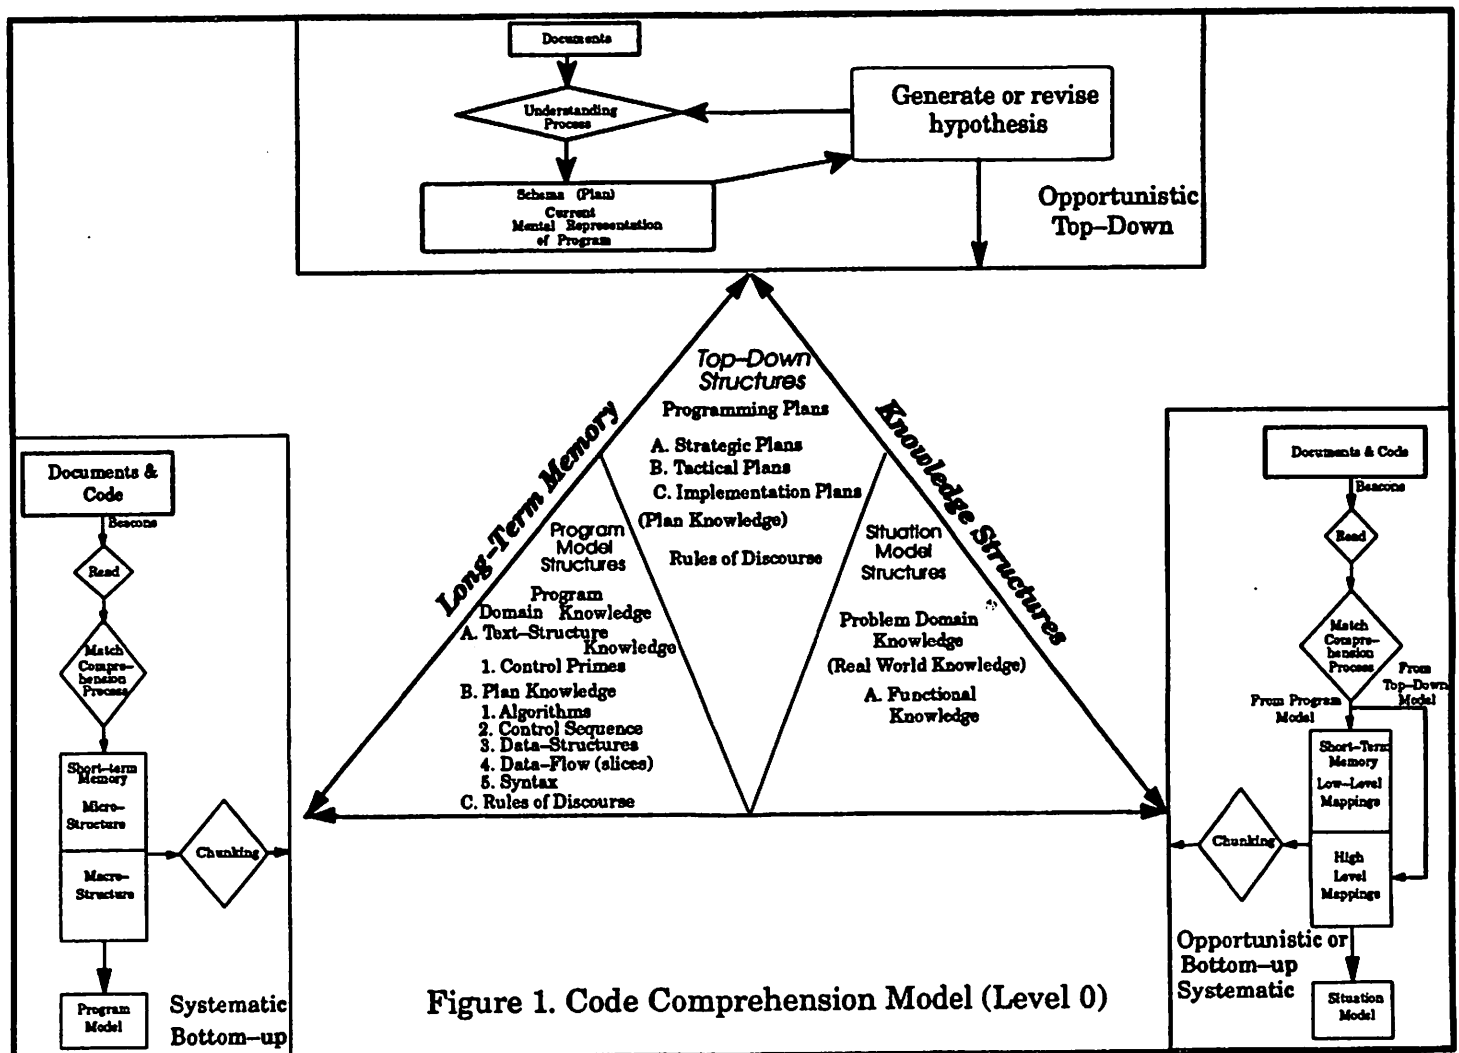 Documents
Understanding
Process
Generate or revise
hypothesis
Schema (Plan)
Current
Mental Representation
of Program
Opportunistic
Top–Down
Long–Term Memory
Knowledge Structures
Top–Down
Structures
Programming Plans
A. Strategic Plans
B. Tactical Plans
C. Implementation Plans
(Plan Knowledge)
Rules of Discourse
Program
Model
Structures
Program
Domain Knowledge
A. Text–Structure
Knowledge
1. Control Primes
B. Plan Knowledge
1. Algorithms
2. Control Sequence
3. Data–Structures
4. Data–Flow (slices)
5. Syntax
C. Rules of Discourse
Situation
Model
Structures
Problem Domain
Knowledge
(Real World Knowledge)
A. Functional
Knowledge
Documents &
Code
Beacons
Read
Match
Compre–
hension
Process
Short–term
Memory
Micro–
Structure
Macro–
Structure
Chunking
Program
Model
Systematic
Bottom–up
Documents & Code
Beacons
Read
Match
Compre–
hension
Process
From
Top–Down
Model
From Program
Model
Short–Term
Memory
Low–Level
Mappings
High
Level
Mappings
Chunking
Opportunistic or
Bottom–up
Systematic
Situation
Model
Figure 1. Code Comprehension Model (Level 0)